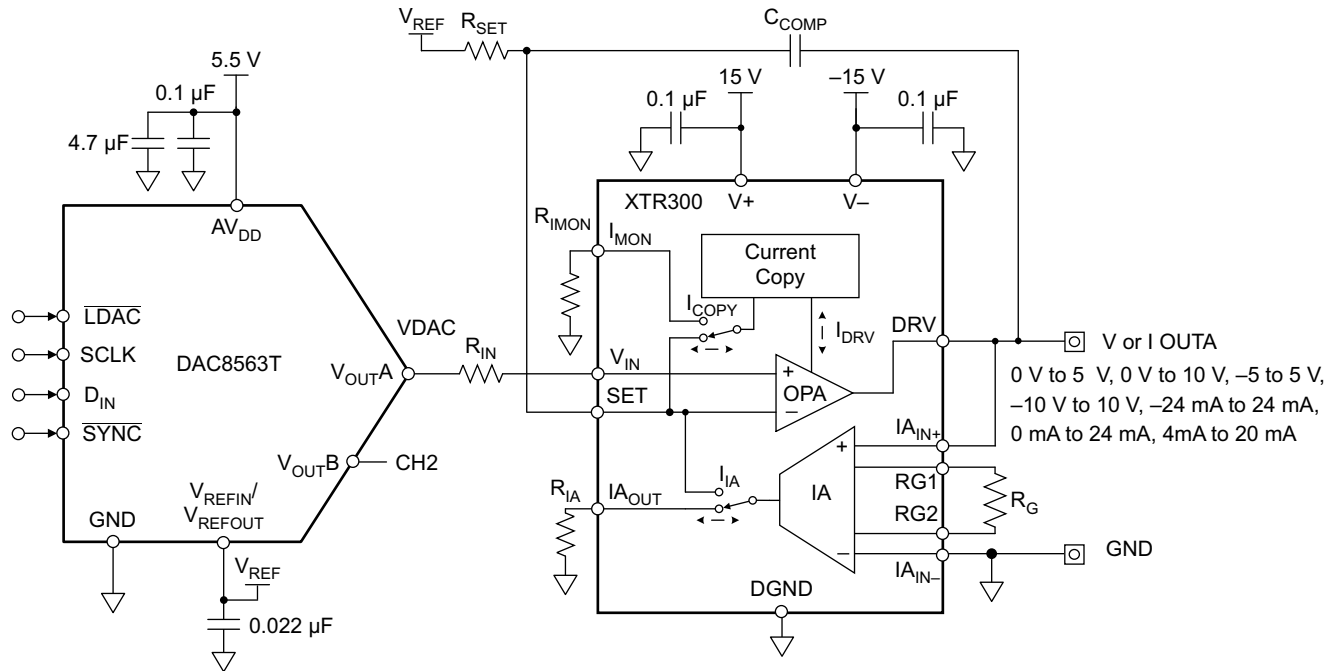 V_REF
R_SET
C_COMP
5.5 V
0.1 µF
4.7 µF
15 V
–15 V
0.1 µF
0.1 µF
XTR300
V+
V–
AV_DD
R_IMON
I_MON
Current
Copy
I_COPY
I_DRV
DRV
LDAC
SCLK
D_IN
SYNC
DAC8563T
VDAC
V_OUTA
R_IN
V_IN
SET
+
OPA
–
V or I OUTA
0 V to 5 V, 0 V to 10 V, –5 to 5 V,
–10 V to 10 V, –24 mA to 24 mA,
0 mA to 24 mA, 4mA to 20 mA
IA_IN+
+
RG1
IA
RG2
R_G
–
IA_IN–
GND
V_OUTB
CH2
I_IA
R_IA
IA_OUT
GND
V_REFIN/
V_REFOUT
V_REF
0.022 µF
DGND